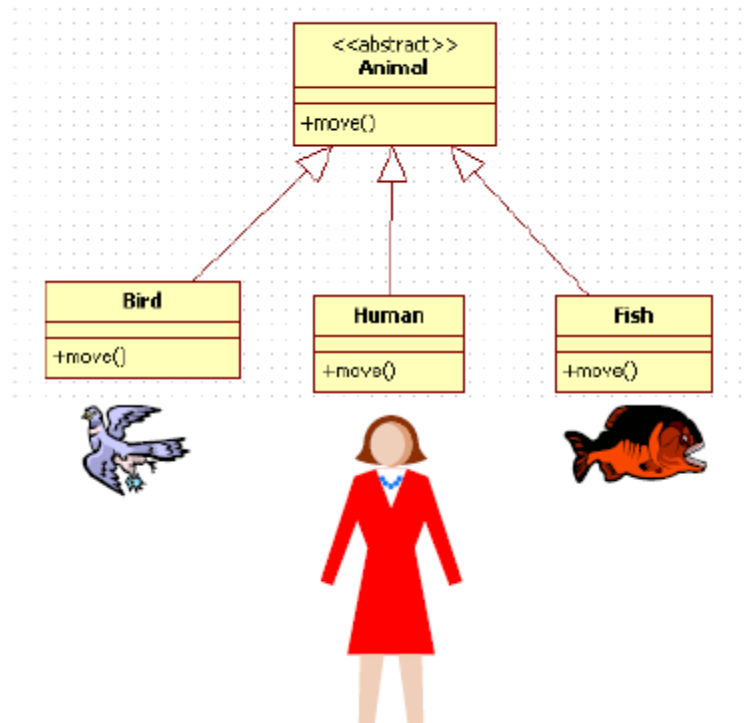 <<abstract>>
Animal
+move()
Bird
+move()
Human
+move()
Fish
+move()